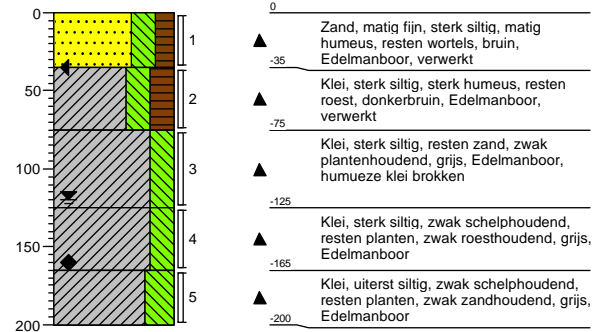 0
50
100
150
200
1
2
3
4
5
0
Zand, matig fijn, sterk siltig, matig
humeus, resten wortels, bruin,
Edelmanboor, verwerkt
-35
Klei, sterk siltig, sterk humeus, resten
roest, donkerbruin, Edelmanboor,
verwerkt
-75
Klei, sterk siltig, resten zand, zwak
plantenhoudend, grijs, Edelmanboor,
humueze klei brokken
-125
Klei, sterk siltig, zwak schelphoudend,
resten planten, zwak roesthoudend, grijs,
Edelmanboor
-165
Klei, uiterst siltig, zwak schelphoudend,
resten planten, zwak zandhoudend, grijs,
Edelmanboor
-200